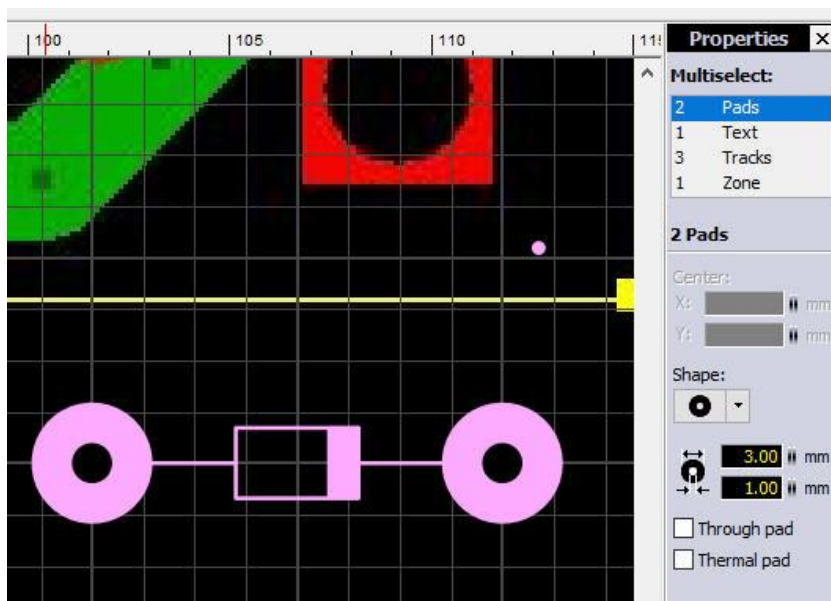 100 105 110 11
Properties
Multiselect:
2 Pads
1 Text
3 Tracks
1 Zone
2 Pads
Center:
X: mm
Y: mm
Shape:
3.00 mm
1.00 mm
Through pad
Thermal pad